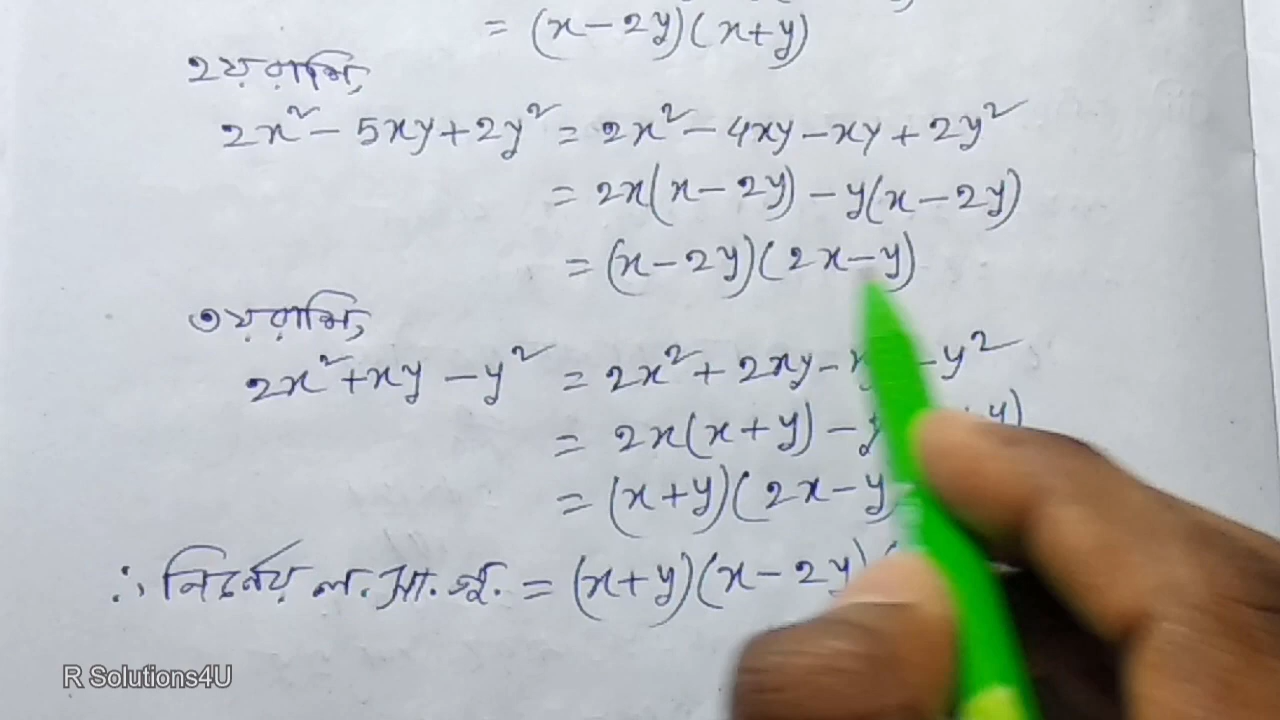 = (x-2y)(x+y)
২য় রাশি,
2x² - 5xy + 2y² = 2x² - 4xy - xy + 2y²
= 2x(x-2y) - y(x-2y)
= (x-2y)(2x-y)
৩য় রাশি,
2x² + xy - y² = 2x² + 2xy - - y²
= 2x(x+y) - y)
= (x+y)(2x-y
∴ নির্ণেয় ল.সা.গু. = (x+y)(x-2y)(
R Solutions4U